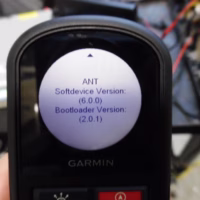 ANT
Softdevice Version:
(6.0.0)
Bootloader Version:
(2.0.1)
GARMIN